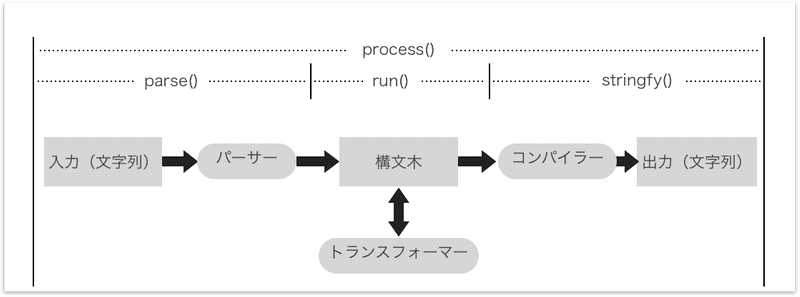 process()
parse()
run()
stringfy()
入力（文字列）
パーサー
構文木
コンパイラー
出力（文字列）
トランスフォーマー